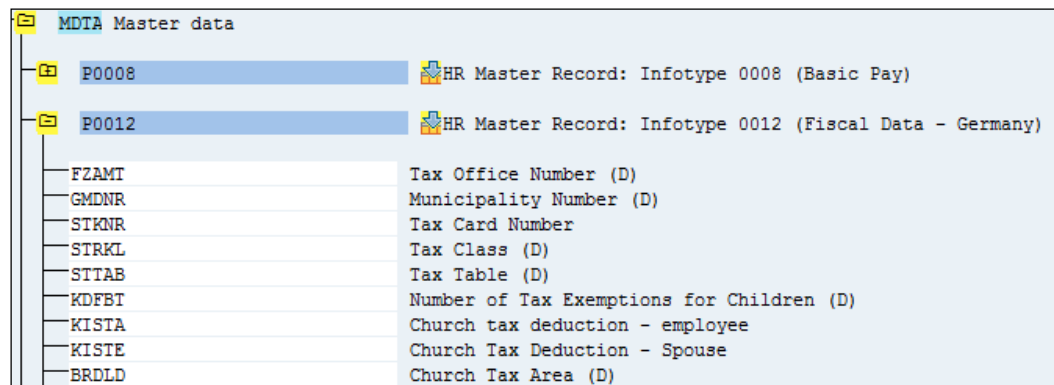 MDTA Master data
P0008 HR Master Record: Infotype 0008 (Basic Pay)
P0012 HR Master Record: Infotype 0012 (Fiscal Data - Germany)
FZAMT Tax Office Number (D)
GMDNR Municipality Number (D)
STKNR Tax Card Number
STRKL Tax Class (D)
STTAB Tax Table (D)
KDFBT Number of Tax Exemptions for Children (D)
KISTA Church tax deduction - employee
KISTE Church Tax Deduction - Spouse
BRDLD Church Tax Area (D)